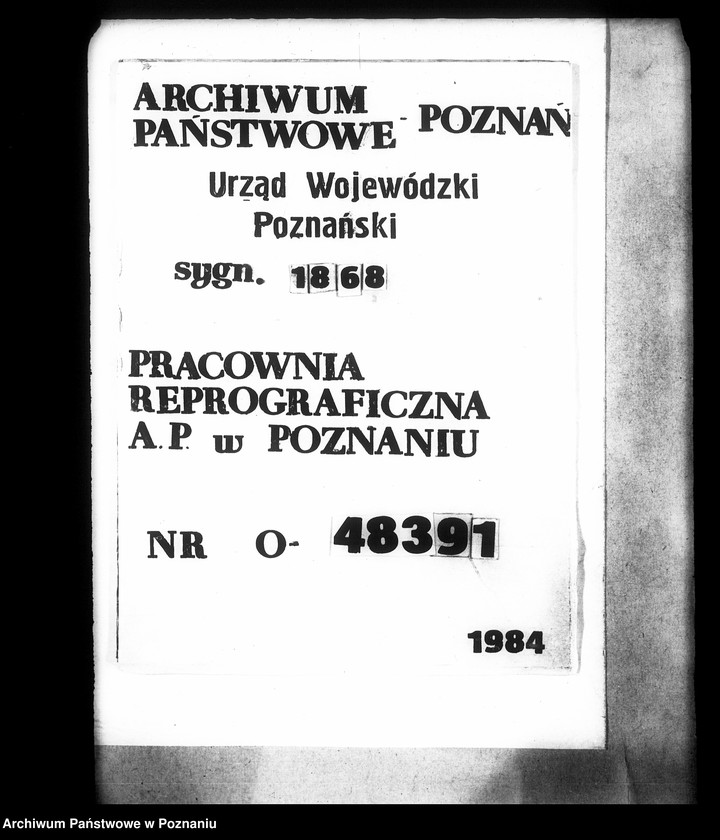 ARCHIWUM
PAŃSTWOWE - POZNAŃ
Urząd Wojewódzki
Poznański
sygn. 1868
PRACOWNIA
REPROGRAFICZNA
A.P. w POZNANIU
NR O- 48391
1984
Archiwum Państwowe w Poznaniu